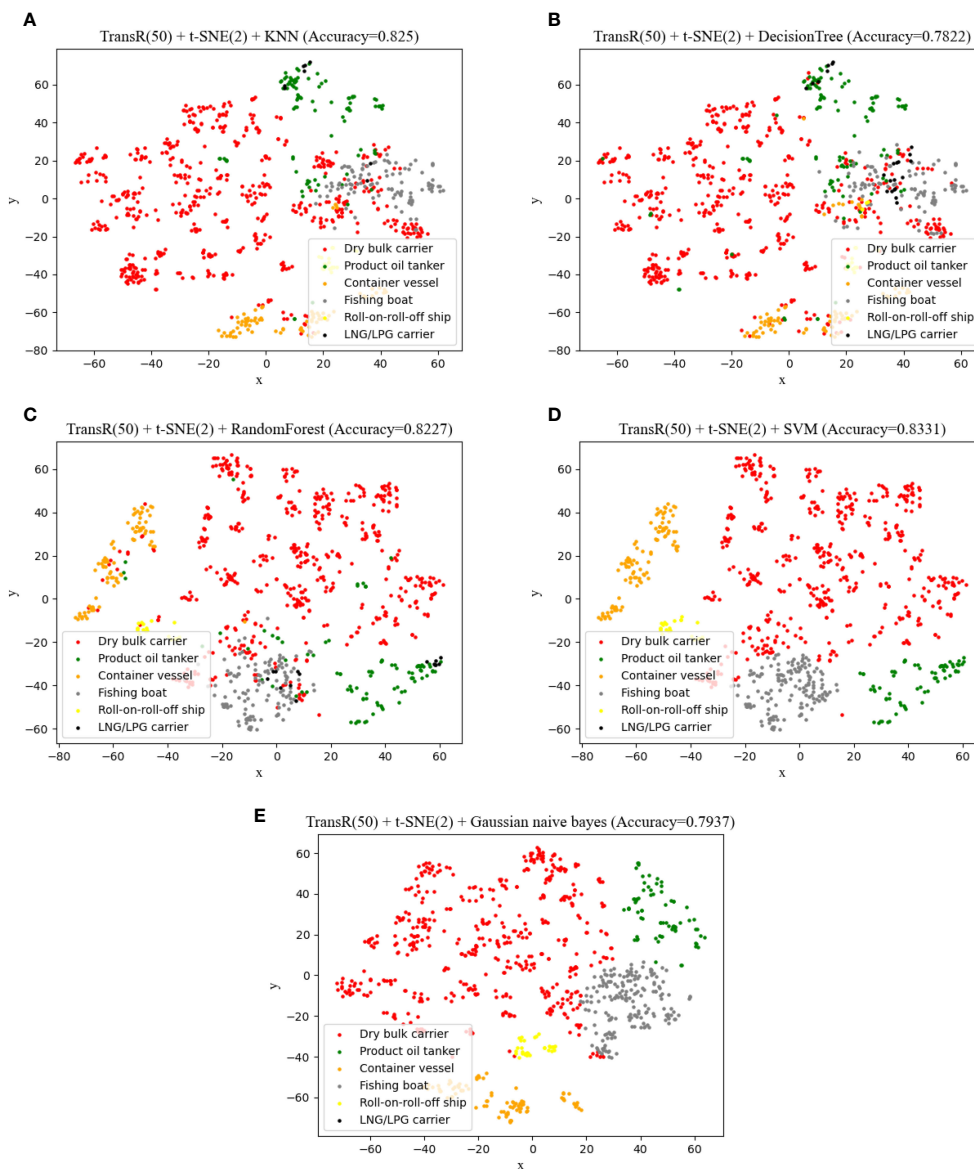 A
TransR(50) + t-SNE(2) + KNN (Accuracy=0.825)
60
40
20
0
−20
−40
−60
−80
y
−60 −40 −20 0 20 40 60
x
Dry bulk carrier
Product oil tanker
Container vessel
Fishing boat
Roll-on-roll-off ship
LNG/LPG carrier
B
TransR(50) + t-SNE(2) + DecisionTree (Accuracy=0.7822)
60
40
20
0
−20
−40
−60
−80
y
−60 −40 −20 0 20 40 60
x
Dry bulk carrier
Product oil tanker
Container vessel
Fishing boat
Roll-on-roll-off ship
LNG/LPG carrier
C
TransR(50) + t-SNE(2) + RandomForest (Accuracy=0.8227)
60
40
20
0
−20
−40
−60
y
−80 −60 −40 −20 0 20 40 60
x
Dry bulk carrier
Product oil tanker
Container vessel
Fishing boat
Roll-on-roll-off ship
LNG/LPG carrier
D
TransR(50) + t-SNE(2) + SVM (Accuracy=0.8331)
60
40
20
0
−20
−40
−60
y
−80 −60 −40 −20 0 20 40 60
x
Dry bulk carrier
Product oil tanker
Container vessel
Fishing boat
Roll-on-roll-off ship
LNG/LPG carrier
E
TransR(50) + t-SNE(2) + Gaussian naive bayes (Accuracy=0.7937)
60
40
20
0
−20
−40
−60
y
−60 −40 −20 0 20 40 60
x
Dry bulk carrier
Product oil tanker
Container vessel
Fishing boat
Roll-on-roll-off ship
LNG/LPG carrier